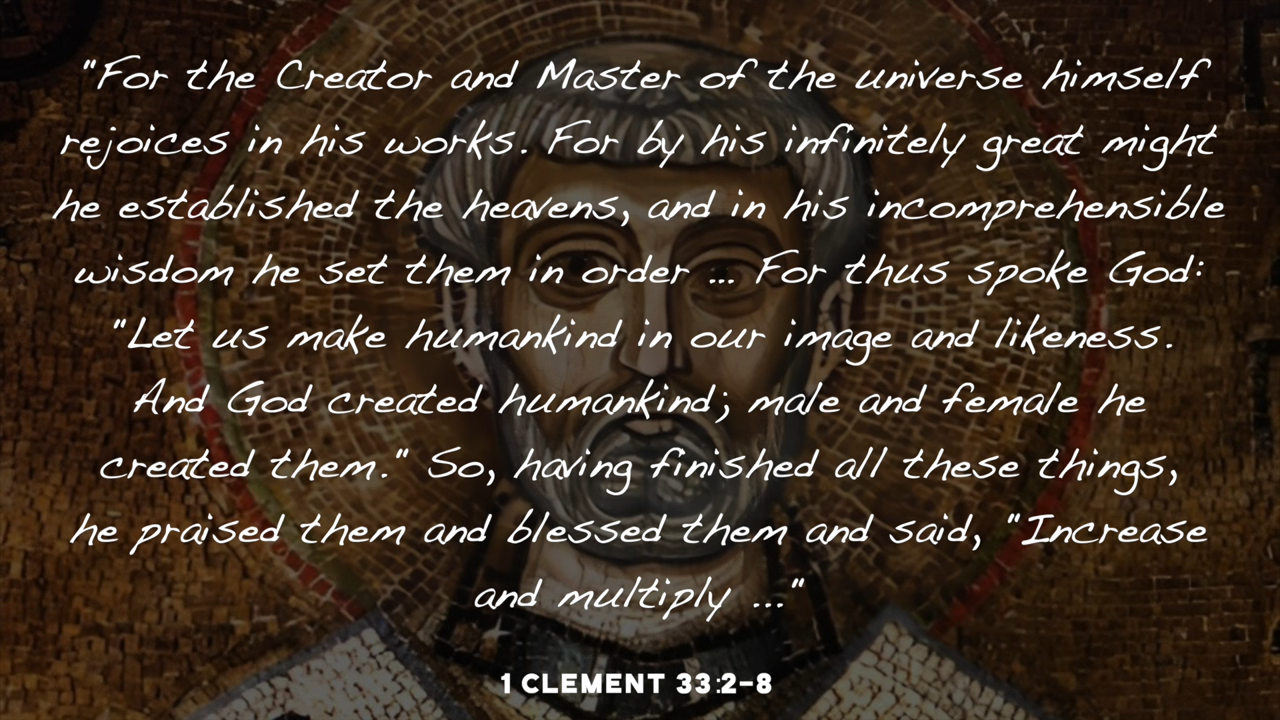 "For the Creator and Master of the universe himself
rejoices in his works. For by his infinitely great might
he established the heavens, and in his incomprehensible
wisdom he set them in order ... For thus spoke God:
"Let us make humankind in our image and likeness.
And God created humankind; male and female he
created them." So, having finished all these things,
he praised them and blessed them and said, "Increase
and multiply ..."
1 CLEMENT 33:2-8